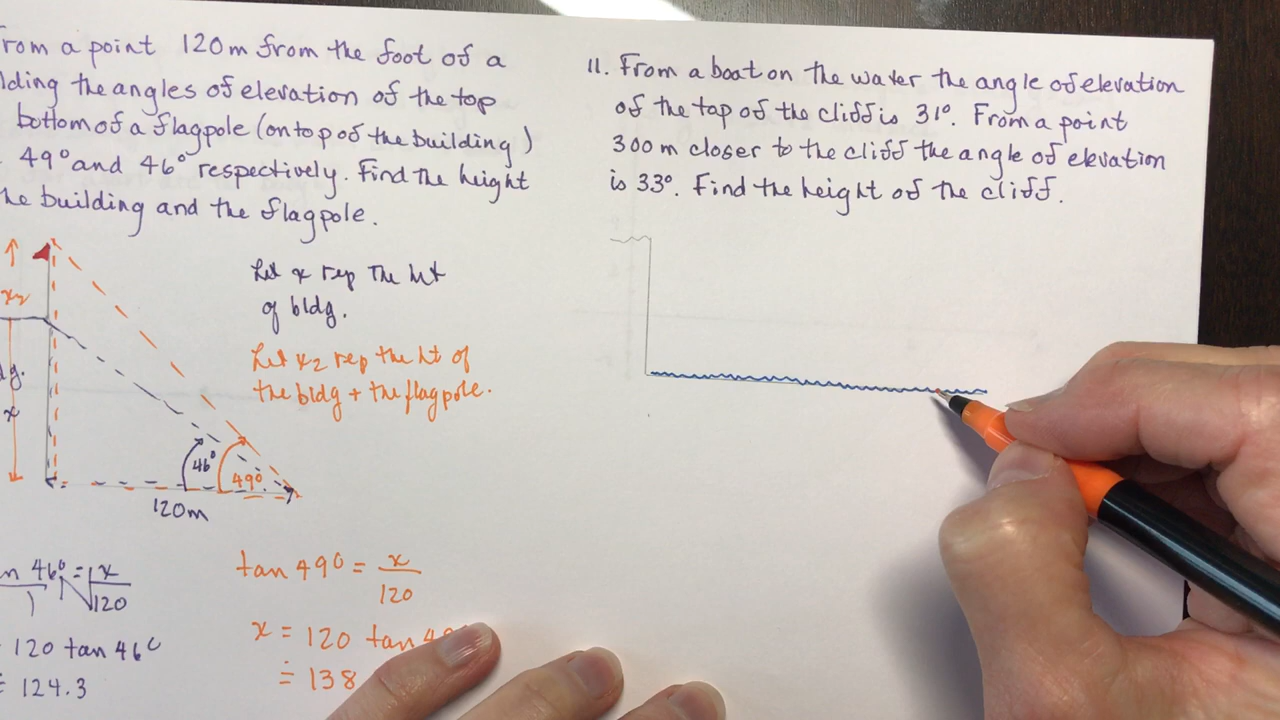 rom a point 120m from the foot of a
lding the angles of elevation of the top
bottom of a flagpole (on top of the building)
49° and 46° respectively. Find the height
he building and the flagpole.
x2
g.
x
Let x rep the ht
of bldg.
Let x2 rep the ht of
the bldg + the flagpole.
46°
49°
120m
n 46° = x
1 120
120 tan 46°
≐ 124.3
tan 49° = x
120
x = 120 tan
≐ 138
11. From a boat on the water the angle of elevation
of the top of the cliff is 31°. From a point
300 m closer to the cliff the angle of elevation
is 33°. Find the height of the cliff.